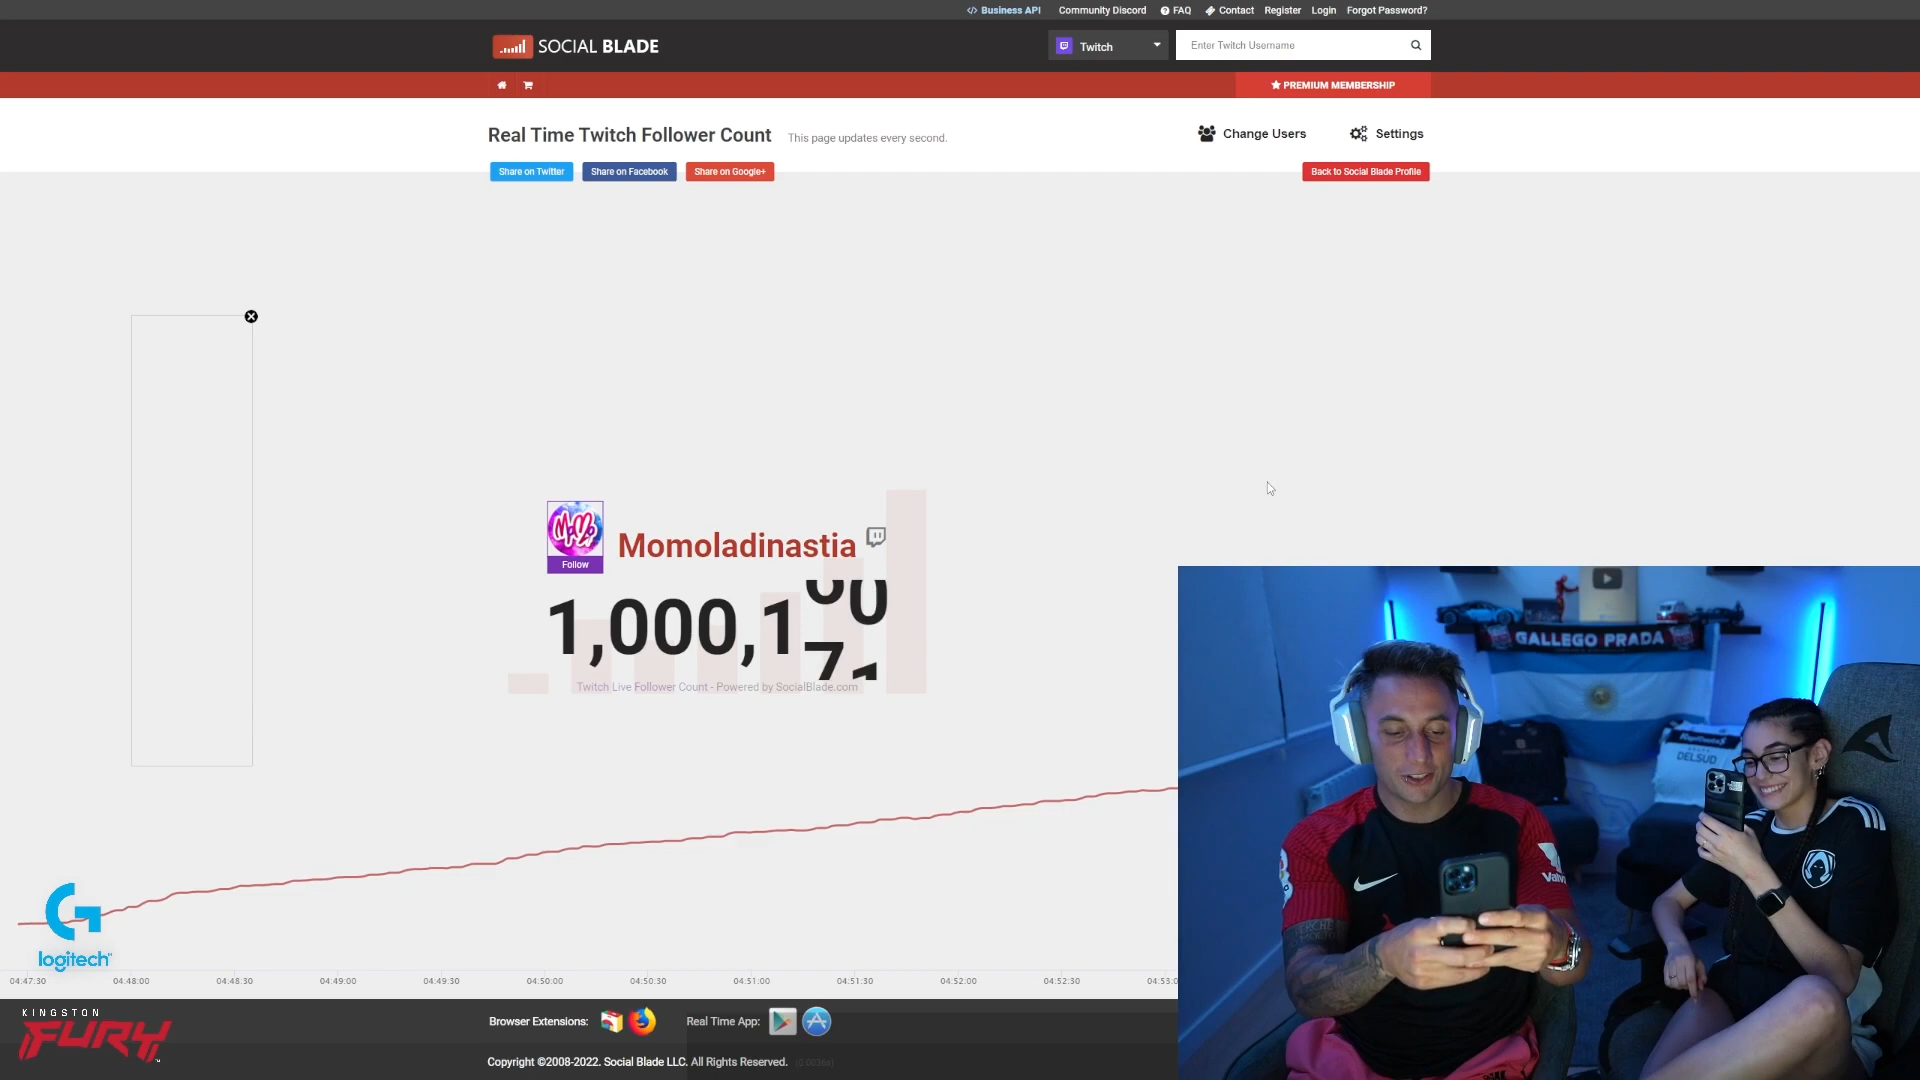 Business API Community Discord FAQ Contact Register Login Forgot Password?
SOCIAL BLADE
Twitch
Enter Twitch Username
PREMIUM MEMBERSHIP
Real Time Twitch Follower Count
This page updates every second.
Change Users
Settings
Share on Twitter
Share on Facebook
Share on Google+
Back to Social Blade Profile
MoMo
Follow
Momoladinastia
1,000,1
Twitch Live Follower Count - Powered by SocialBlade.com
GALLEGO PRADA
DELSUD
G
logitech
04:47:30 04:48:00 04:48:30 04:49:00 04:49:30 04:50:00 04:50:30 04:51:00 04:51:30 04:52:00 04:52:30 04:53:0
KINGSTON
FURY
Browser Extensions:
Real Time App:
Copyright ©2008-2022. Social Blade LLC. All Rights Reserved.